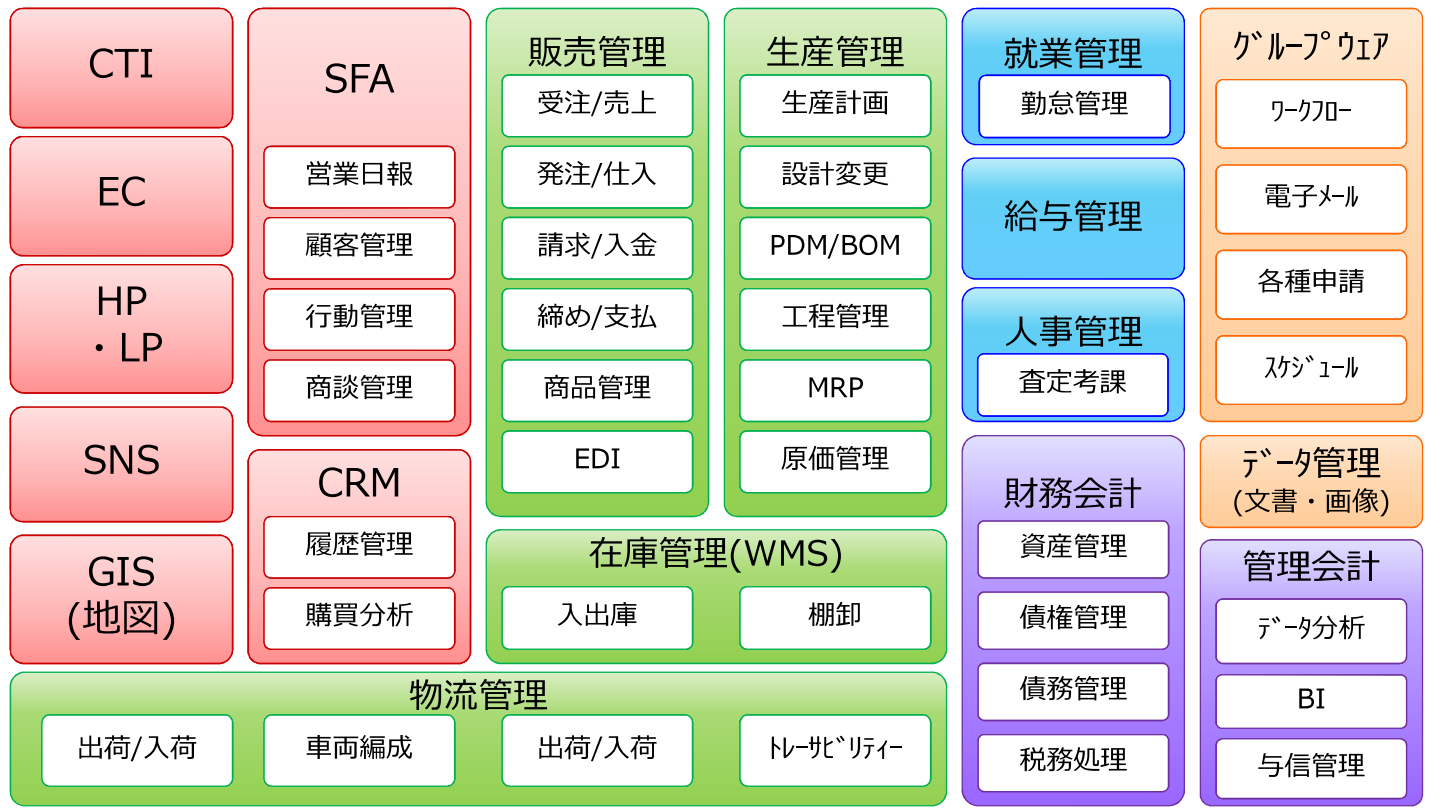 CTI
EC
HP
・LP
SNS
GIS
(地図)
SFA
営業日報
顧客管理
行動管理
商談管理
CRM
履歴管理
購買分析
販売管理
受注/売上
発注/仕入
請求/入金
締め/支払
商品管理
EDI
生産管理
生産計画
設計変更
PDM/BOM
工程管理
MRP
原価管理
在庫管理(WMS)
入出庫
棚卸
物流管理
出荷/入荷
車両編成
出荷/入荷
ﾄﾚｰｻﾋﾞﾘﾃｨｰ
就業管理
勤怠管理
給与管理
人事管理
査定考課
財務会計
資産管理
債権管理
債務管理
税務処理
ｸﾞﾙｰﾌﾟｳｪｱ
ﾜｰｸﾌﾛｰ
電子ﾒｰﾙ
各種申請
ｽｹｼﾞｭｰﾙ
ﾃﾞｰﾀ管理
(文書・画像)
管理会計
ﾃﾞｰﾀ分析
BI
与信管理